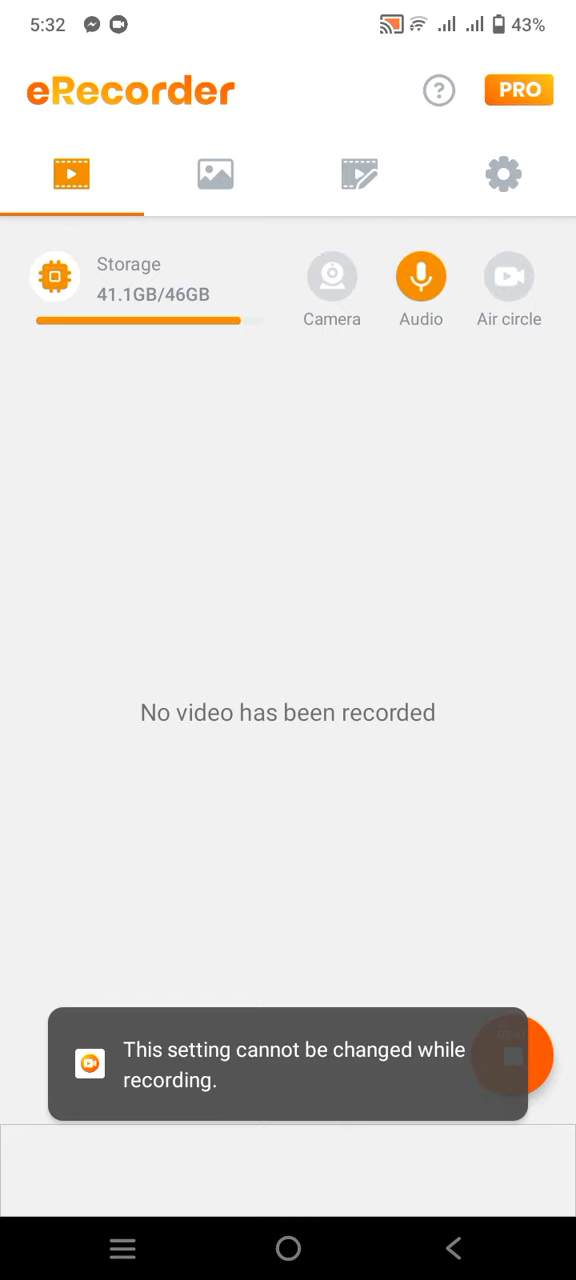 5:32
43%
eRecorder
PRO
Storage
41.1GB/46GB
Camera
Audio
Air circle
No video has been recorded
This setting cannot be changed while
recording.